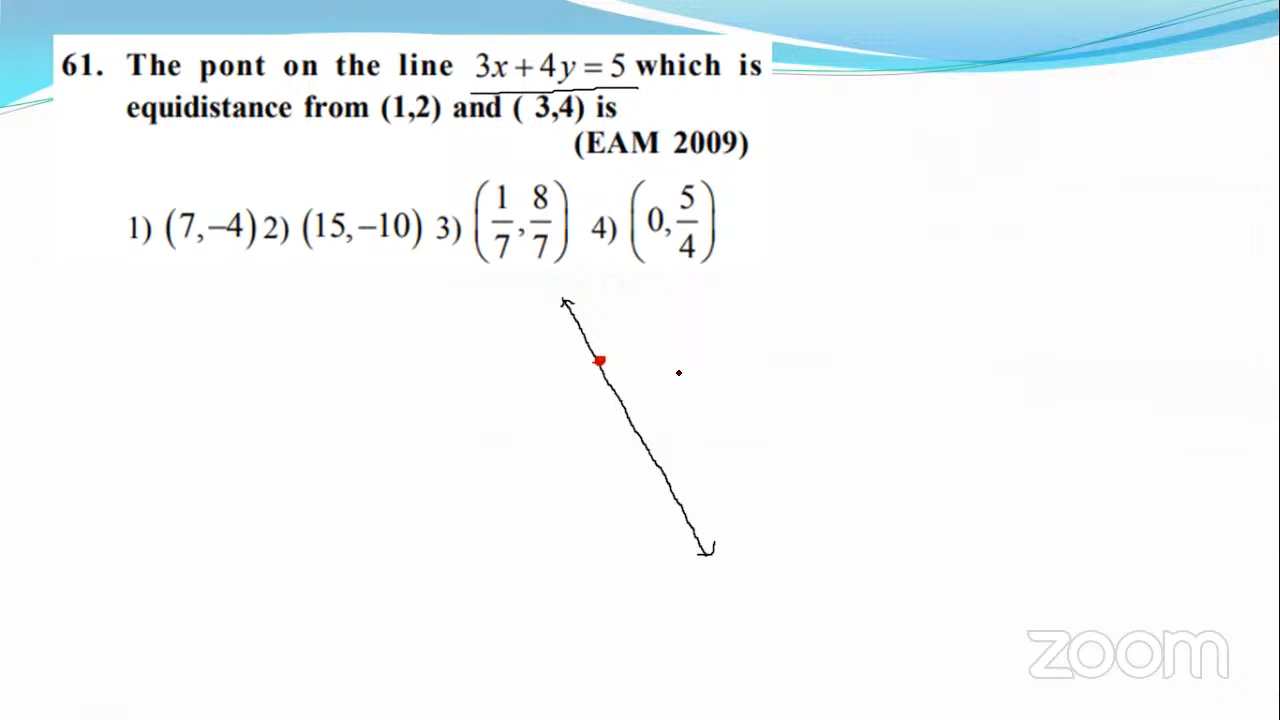 61. The pont on the line 3x + 4y = 5 which is
equidistance from (1,2) and ( 3,4) is
(EAM 2009)
1) (7,−4) 2) (15,−10) 3) (1/7, 8/7) 4) (0, 5/4)
zoom